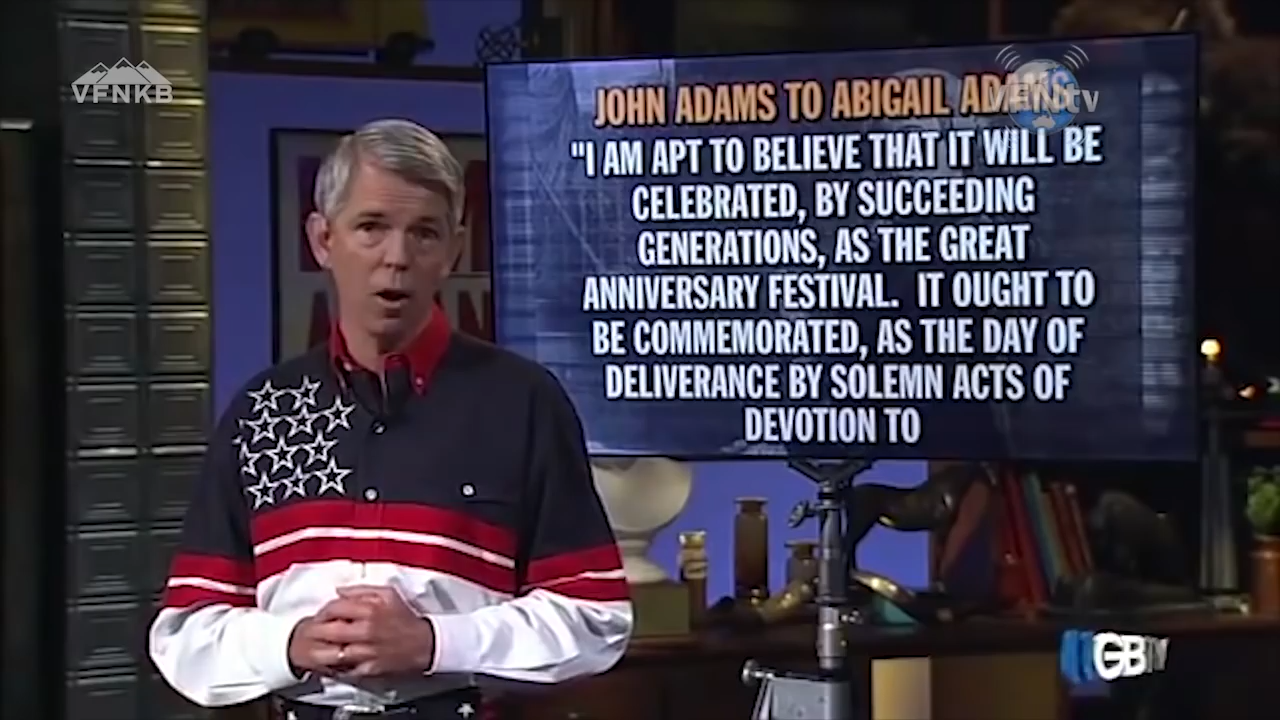 VFNKB
JOHN ADAMS TO ABIGAIL ADAMS
"I AM APT TO BELIEVE THAT IT WILL BE
CELEBRATED, BY SUCCEEDING
GENERATIONS, AS THE GREAT
ANNIVERSARY FESTIVAL. IT OUGHT TO
BE COMMEMORATED, AS THE DAY OF
DELIVERANCE BY SOLEMN ACTS OF
DEVOTION TO
GBTV